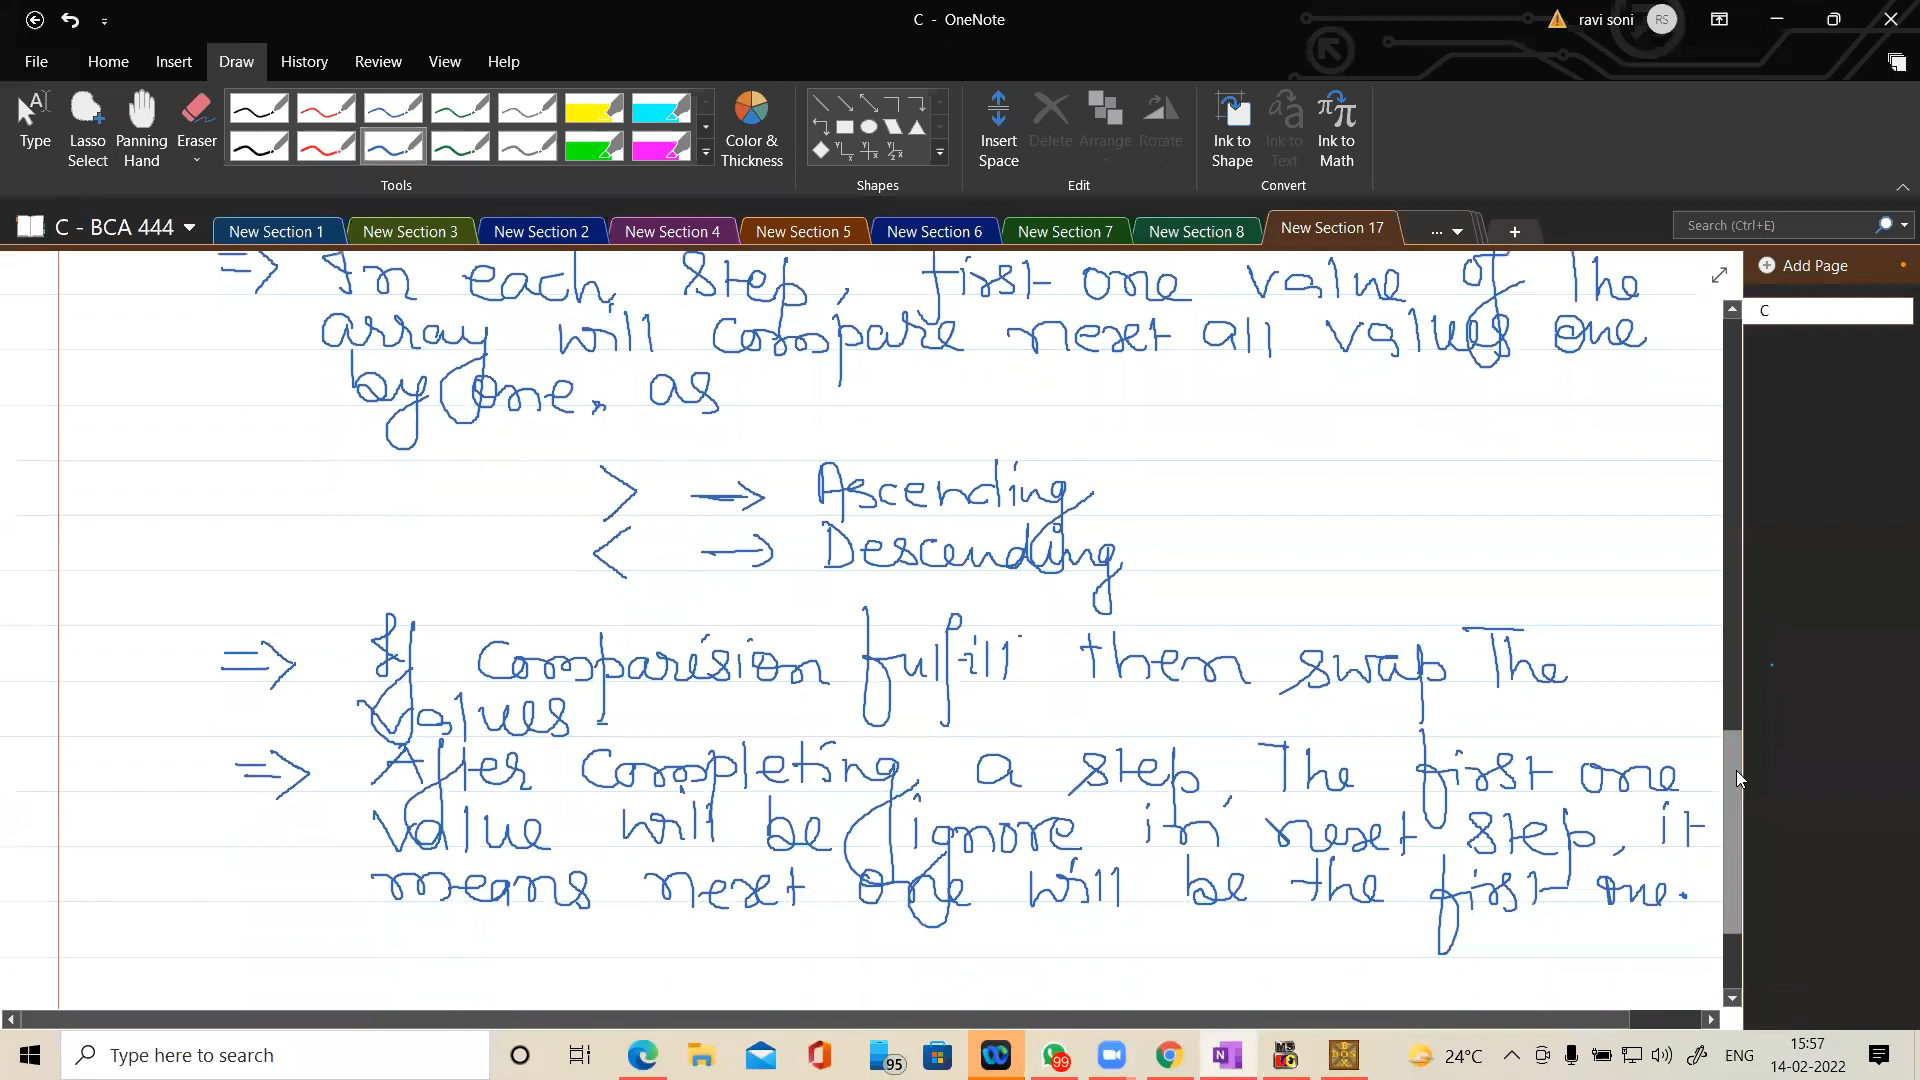 C - OneNote
ravi soni
RS
File Home Insert Draw History Review View Help
Type
Lasso Select
Panning Hand
Eraser
Color & Thickness
Insert Space
Delete
Arrange
Rotate
Ink to Shape
Ink to Text
Ink to Math
Tools Shapes Edit Convert
C - BCA 444 New Section 1 New Section 3 New Section 2 New Section 4 New Section 5 New Section 6 New Section 7 New Section 8 New Section 17 ... Search (Ctrl+E)
Add Page
C
=> In each step, first one value of The
array will compare next all values one
by one. as
> → Ascending
< → Descending
=> If Comparision fulfill them swap The
values
=> After Completing a step The first one
value will be ignore in next step, it
means next one will be the first one.
Type here to search
95
99
MS
DOS
24°C
ENG
15:57
14-02-2022